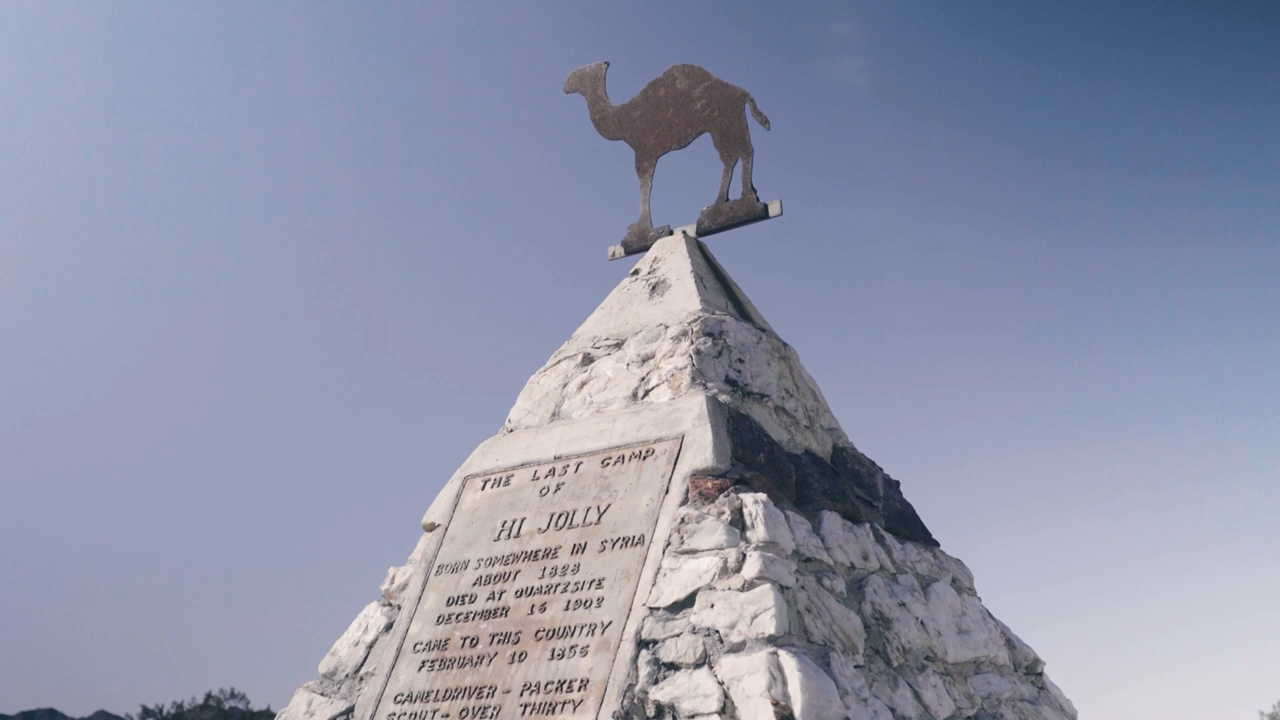 THE LAST CAMP
OF
HI JOLLY
BORN SOMEWHERE IN SYRIA
ABOUT 1828
DIED AT QUARTZSITE
DECEMBER 16 1902
CAME TO THIS COUNTRY
FEBRUARY 10 1856
CAMELDRIVER - PACKER
SCOUT - OVER THIRTY